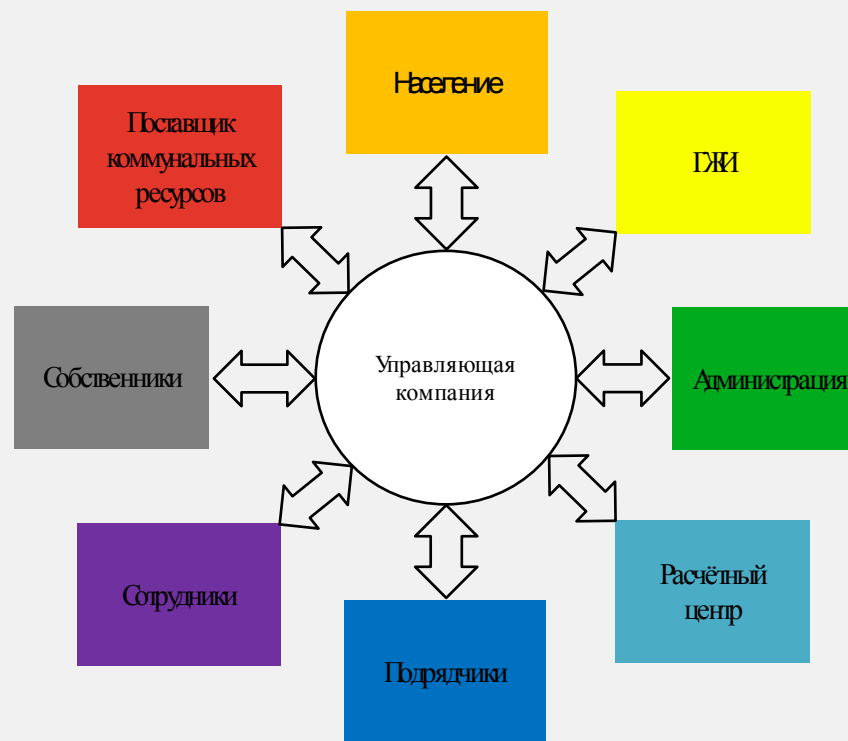 Население
Поставщик
коммунальных
ресурсов
ГЖИ
Собственники
Управляющая
компания
Администрация
Сотрудники
Расчётный
центр
Подрядчики